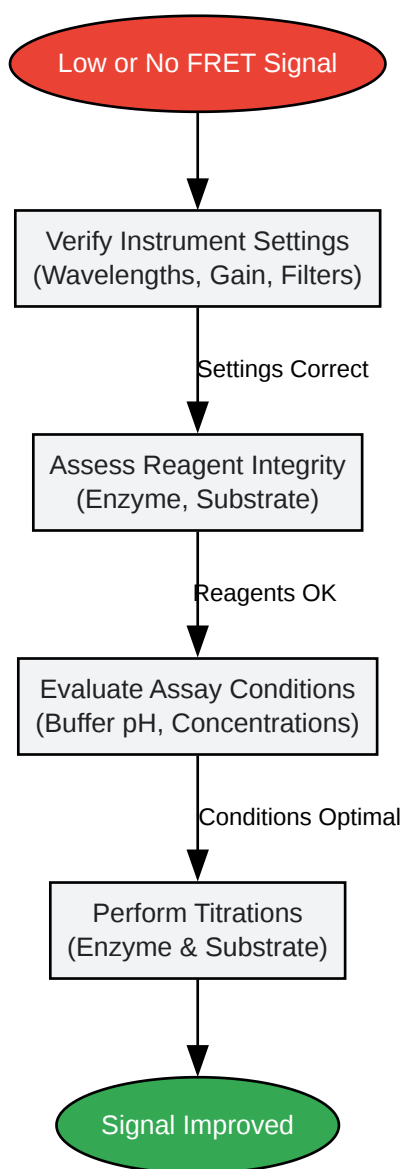 Low or No FRET Signal
Verify Instrument Settings
(Wavelengths, Gain, Filters)
Settings Correct
Assess Reagent Integrity
(Enzyme, Substrate)
Reagents OK
Evaluate Assay Conditions
(Buffer pH, Concentrations)
Conditions Optimal
Perform Titrations
(Enzyme & Substrate)
Signal Improved